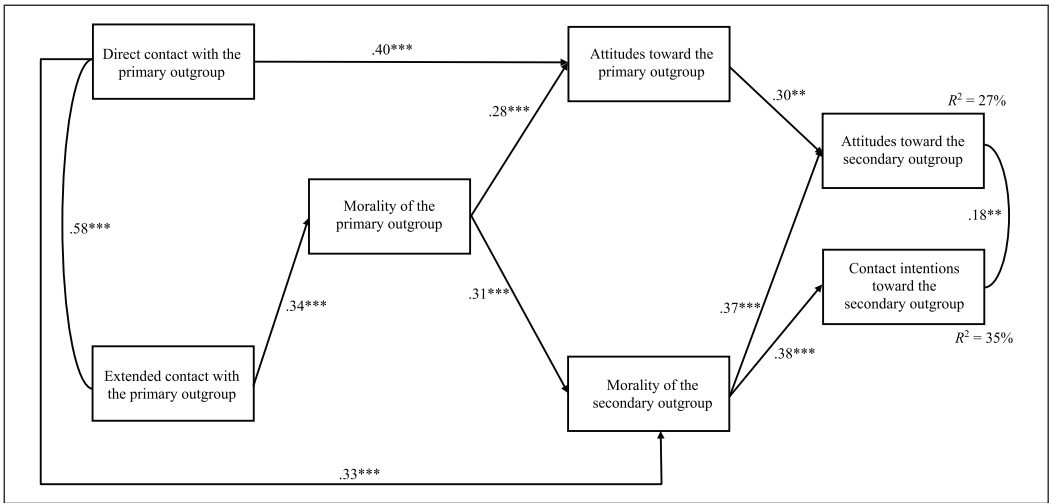 Direct contact with the
primary outgroup
.40***
Attitudes toward the
primary outgroup
.28***
.30**
R² = 27%
Attitudes toward the
secondary outgroup
Morality of the
primary outgroup
.58***
.18**
Contact intentions
toward the
secondary outgroup
.34***
.31***
.37***
R² = 35%
.38***
Extended contact with
the primary outgroup
Morality of the
secondary outgroup
.33***